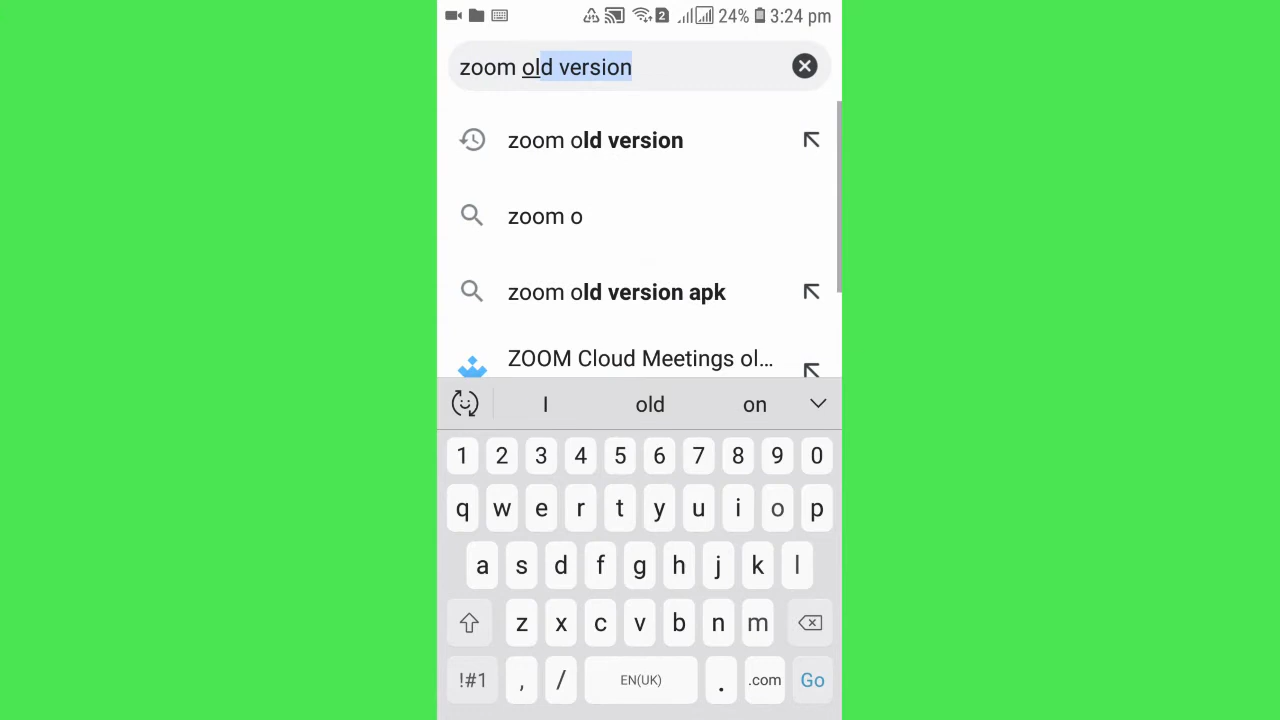 2 24% 3:24 pm
zoom old version
zoom old version
zoom o
zoom old version apk
ZOOM Cloud Meetings ol...
I old on
1 2 3 4 5 6 7 8 9 0
q w e r t y u i o p
a s d f g h j k l
z x c v b n m
!#1 , / EN(UK) . .com Go